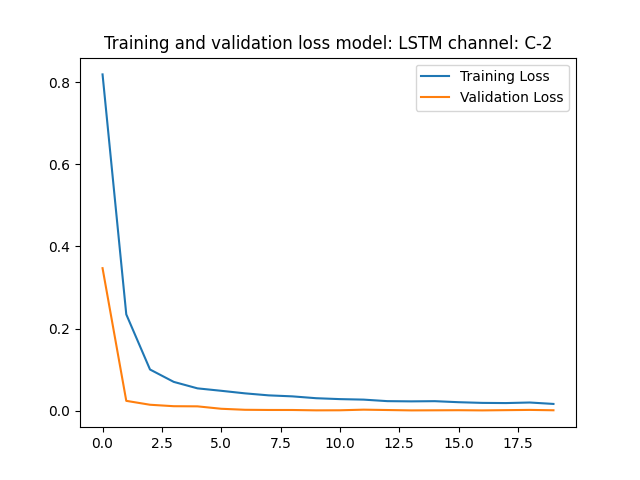 Training and validation loss model: LSTM channel: C-2
Training Loss
Validation Loss
0.8
0.6
0.4
0.2
0.0
0.0 2.5 5.0 7.5 10.0 12.5 15.0 17.5